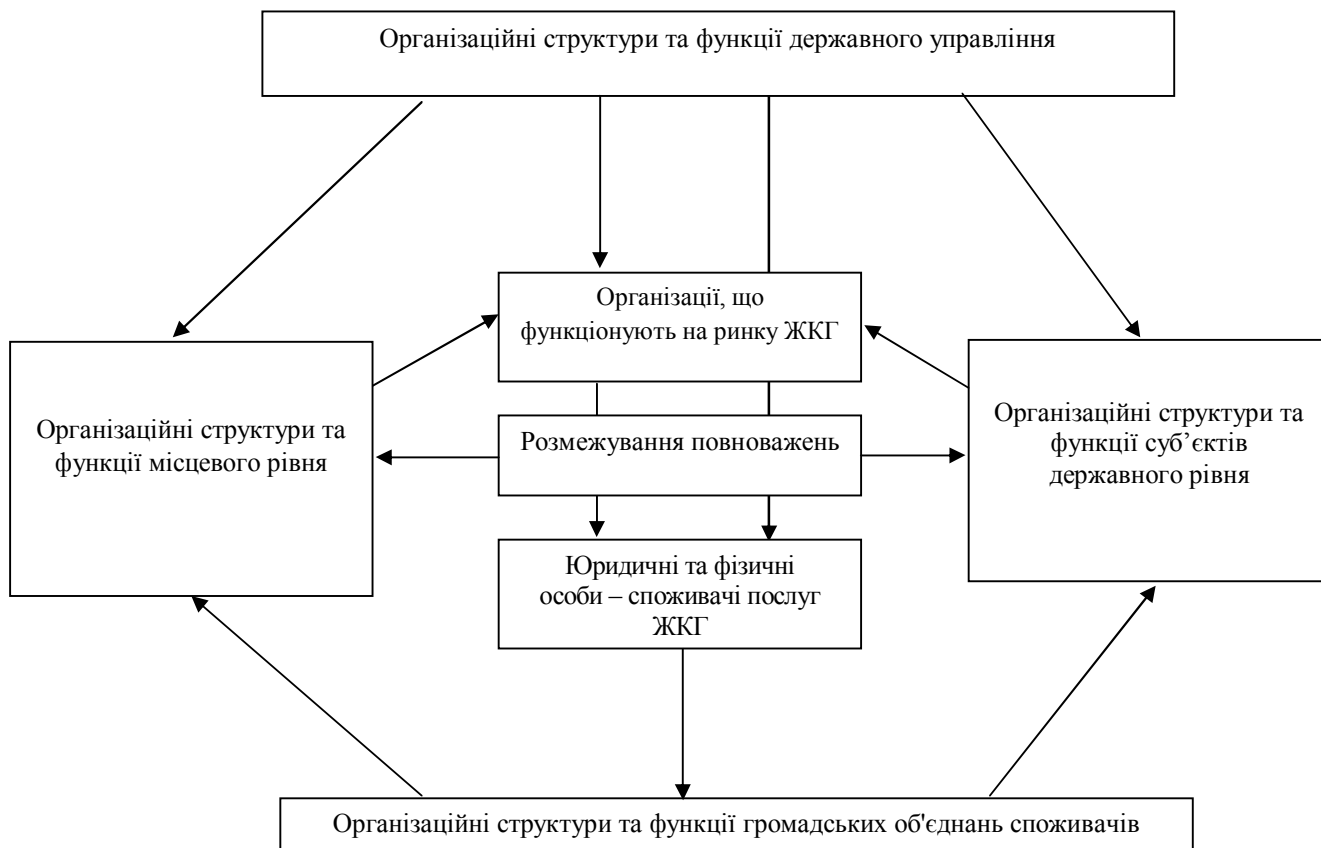 Організаційні структури та функції державного управління
Організації, що
функціонують на ринку ЖКГ
Організаційні структури та
функції місцевого рівня
Розмежування повноважень
Організаційні структури та
функції суб’єктів
державного рівня
Юридичні та фізичні
особи – споживачі послуг
ЖКГ
Організаційні структури та функції громадських об'єднань споживачів